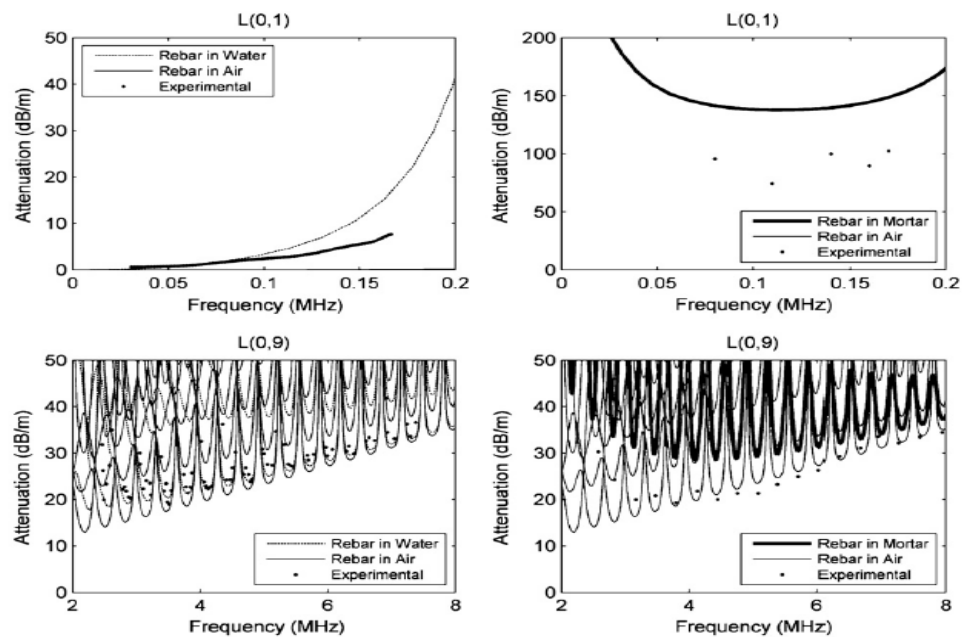 L(0,1)
50
40
30
20
10
0
Attenuation (dB/m)
Rebar in Water
Rebar in Air
Experimental
0
0.05
0.1
0.15
0.2
Frequency (MHz)
L(0,1)
200
150
100
50
0
Attenuation (dB/m)
Rebar in Mortar
Rebar in Air
Experimental
0
0.05
0.1
0.15
0.2
Frequency (MHz)
L(0,9)
50
40
30
20
10
0
Attenuation (dB/m)
Rebar in Water
Rebar in Air
Experimental
2
4
6
8
Frequency (MHz)
L(0,9)
50
40
30
20
10
0
Attenuation (dB/m)
Rebar in Mortar
Rebar in Air
Experimental
2
4
6
8
Frequency (MHz)